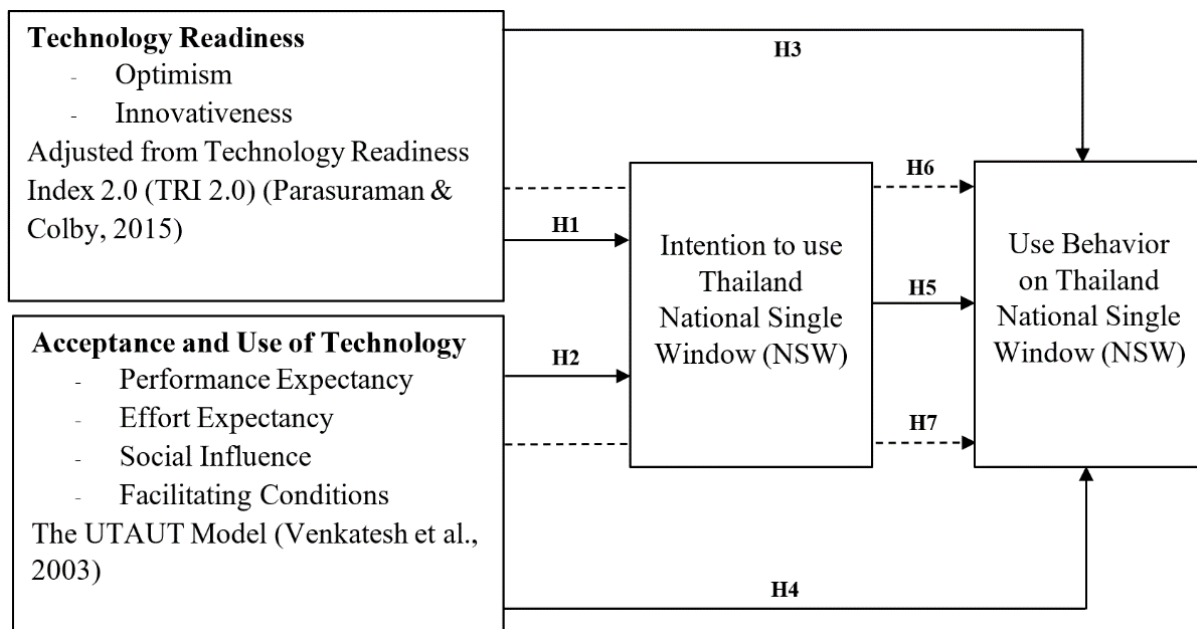 Technology Readiness
- Optimism
- Innovativeness
Adjusted from Technology Readiness
Index 2.0 (TRI 2.0) (Parasuraman &
Colby, 2015)
Acceptance and Use of Technology
- Performance Expectancy
- Effort Expectancy
- Social Influence
- Facilitating Conditions
The UTAUT Model (Venkatesh et al.,
2003)
H1
H2
Intention to use
Thailand
National Single
Window (NSW)
H3
H6
H5
H7
H4
Use Behavior
on Thailand
National Single
Window (NSW)